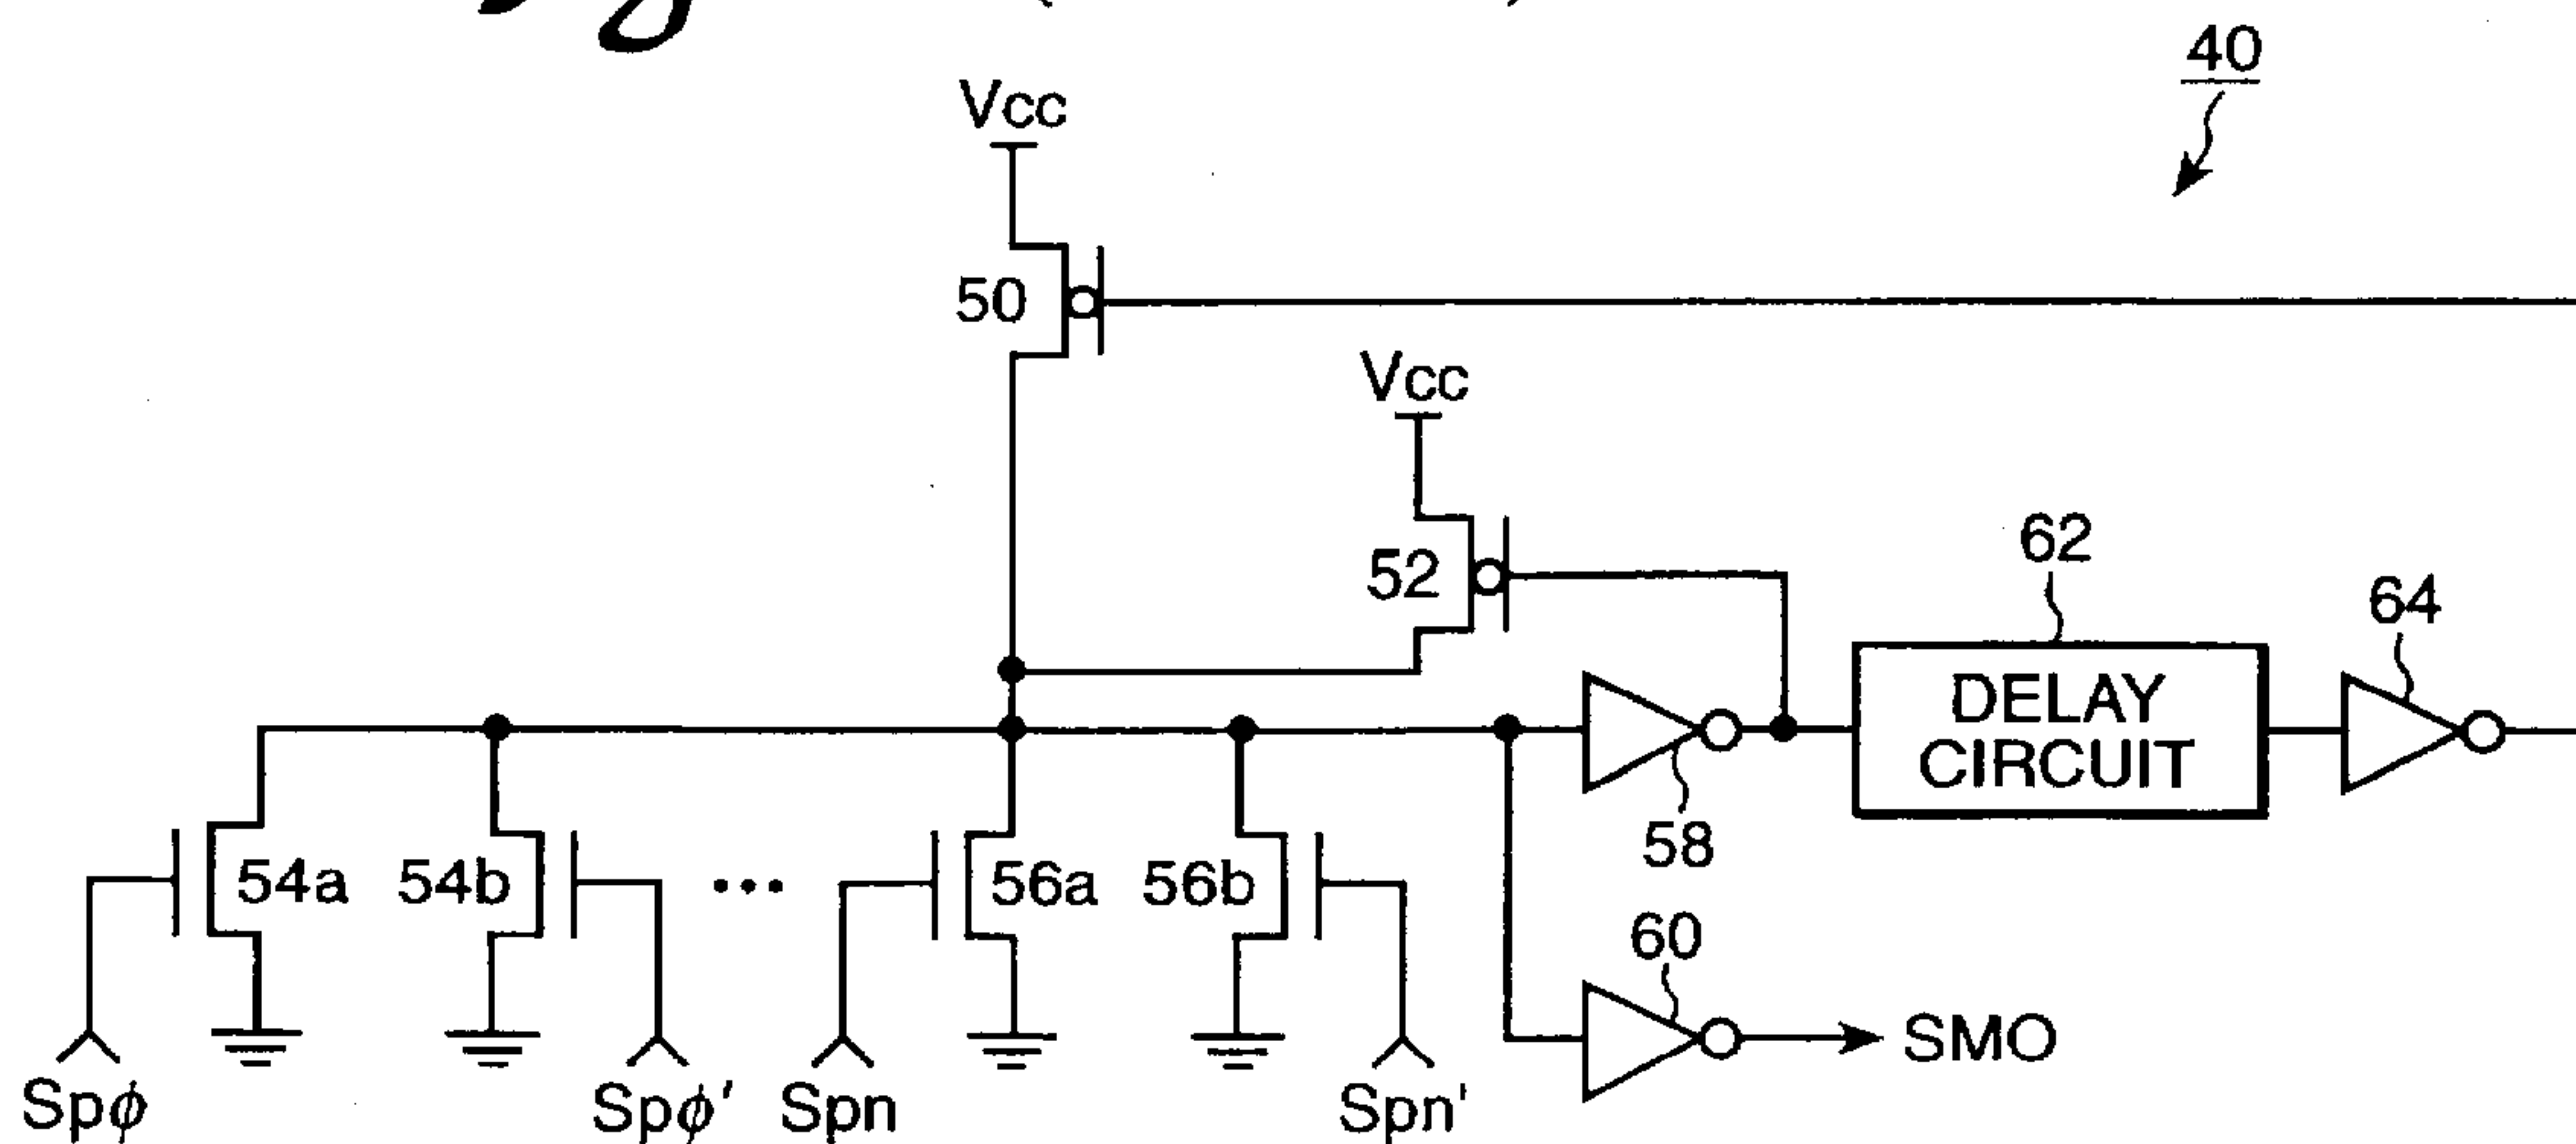 40
Vcc
50
Vcc
52
62
64
DELAY
CIRCUIT
58
54a
54b
...
56a
56b
60
SMO
Spϕ
Spϕ'
Spn
Spn'